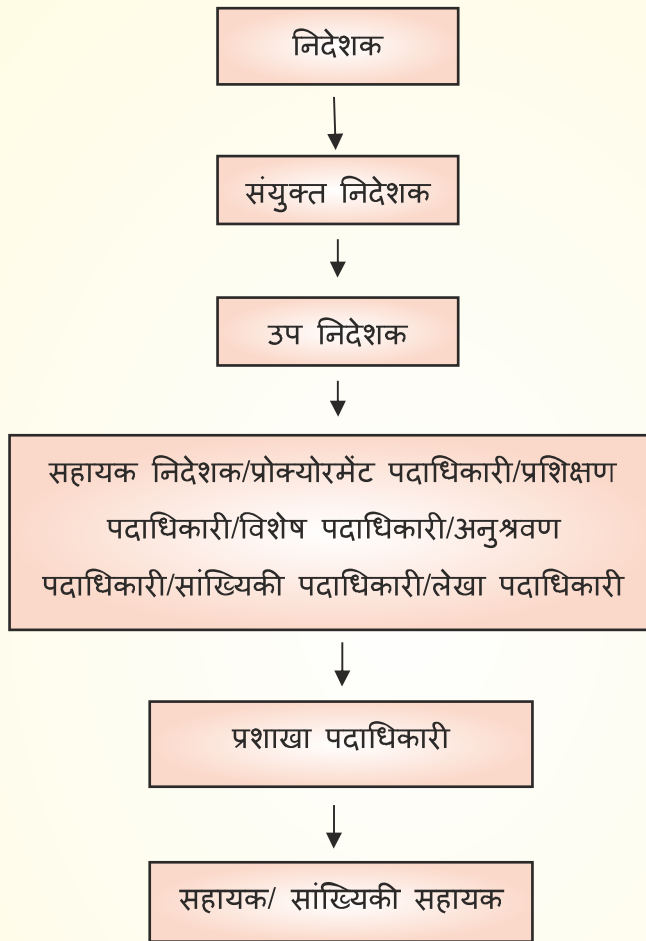 निदेशक
संयुक्त निदेशक
उप निदेशक
सहायक निदेशक/प्रोक्योरमेंट पदाधिकारी/प्रशिक्षण
पदाधिकारी/विशेष पदाधिकारी/अनुश्रवण
पदाधिकारी/सांख्यिकी पदाधिकारी/लेखा पदाधिकारी
प्रशाखा पदाधिकारी
सहायक/ सांख्यिकी सहायक